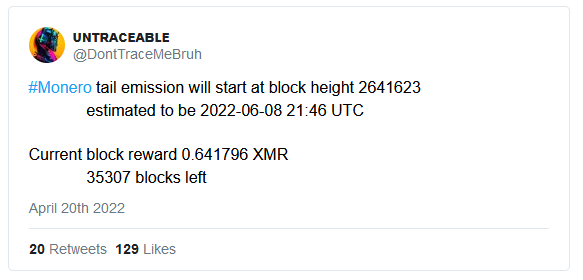 UNTRACEABLE
@DontTraceMeBruh
#Monero tail emission will start at block height 2641623
estimated to be 2022-06-08 21:46 UTC
Current block reward 0.641796 XMR
35307 blocks left
April 20th 2022
20 Retweets 129 Likes